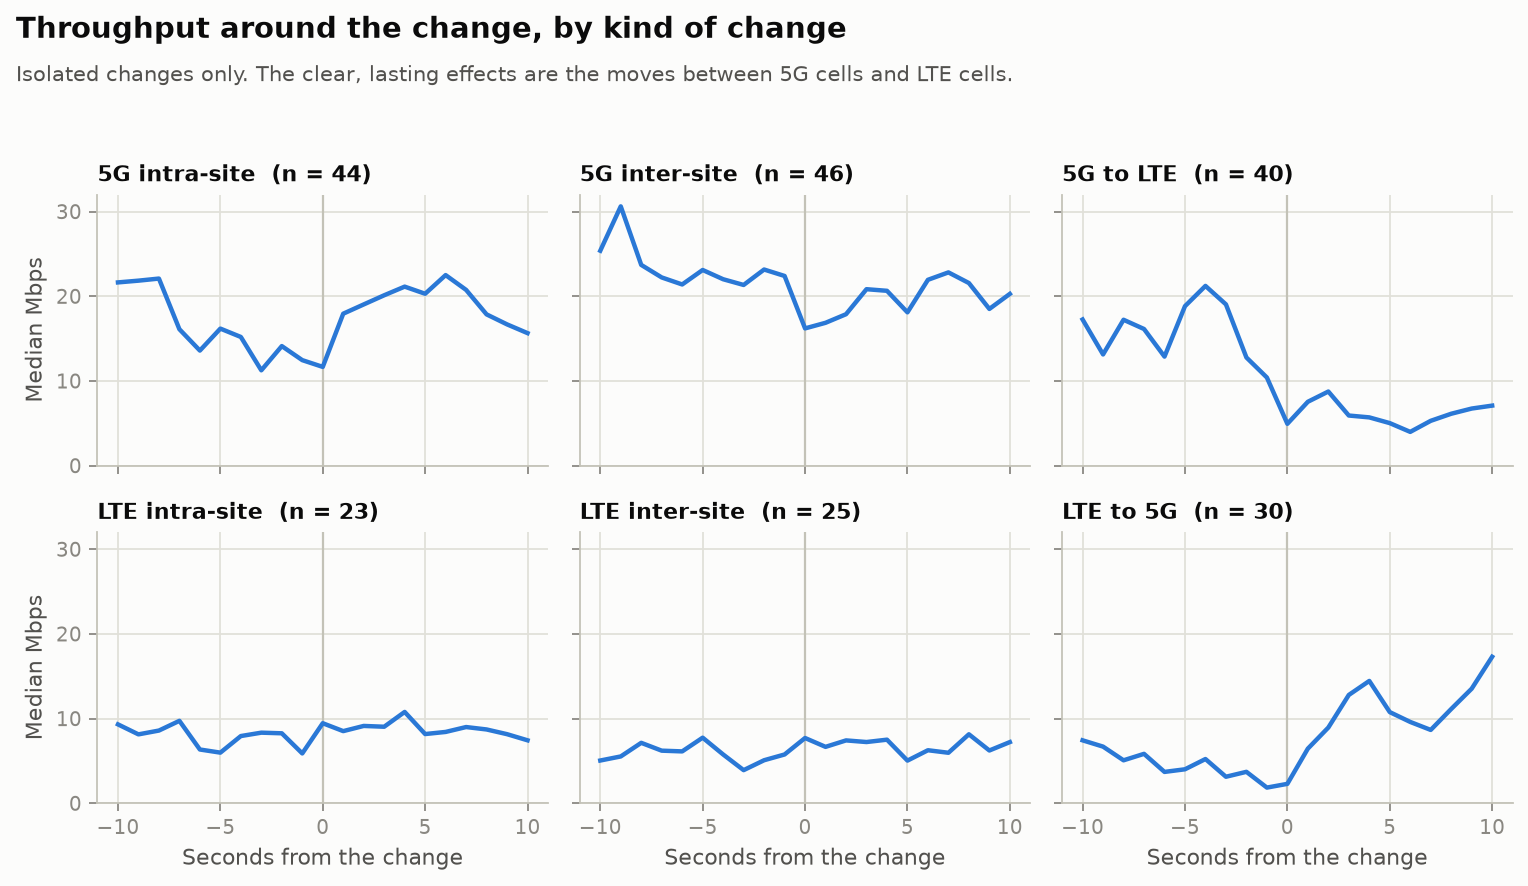 Throughput around the change, by kind of change
Isolated changes only. The clear, lasting effects are the moves between 5G cells and LTE cells.
5G intra-site (n = 44)
5G inter-site (n = 46)
5G to LTE (n = 40)
Median Mbps
30
20
10
0
LTE intra-site (n = 23)
LTE inter-site (n = 25)
LTE to 5G (n = 30)
Median Mbps
30
20
10
0
−10 −5 0 5 10
−10 −5 0 5 10
−10 −5 0 5 10
Seconds from the change
Seconds from the change
Seconds from the change